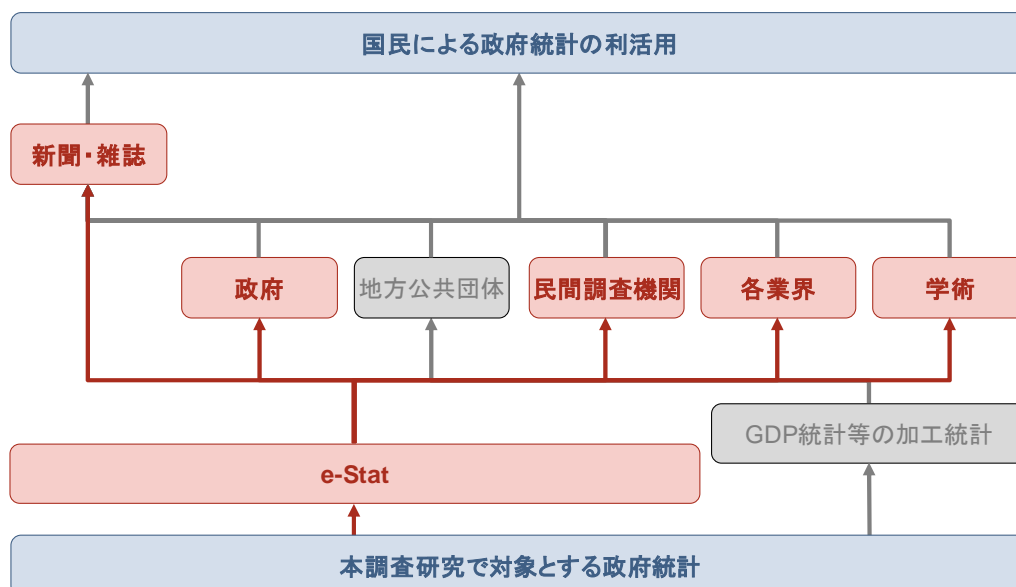 国民による政府統計の利活用
新聞・雑誌
政府
地方公共団体
民間調査機関
各業界
学術
GDP統計等の加工統計
e-Stat
本調査研究で対象とする政府統計